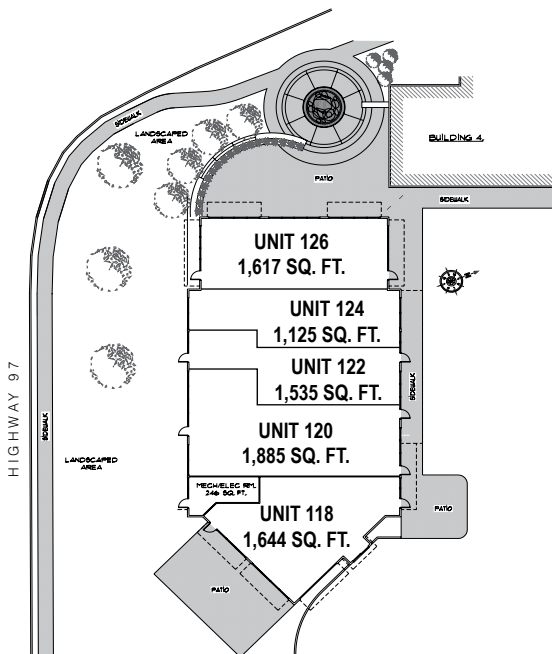 SIDEWALK
LANDSCAPED
AREA
BUILDING 4.
PATIO
SIDEWALK
UNIT 126
1,617 SQ. FT.
N
UNIT 124
1,125 SQ. FT.
UNIT 122
1,535 SQ. FT.
HIGHWAY 97
SIDEWALK
SIDEWALK
UNIT 120
1,885 SQ. FT.
LANDSCAPED
AREA
MECH/ELEC RM.
246 SQ. FT.
UNIT 118
1,644 SQ. FT.
PATIO
PATIO